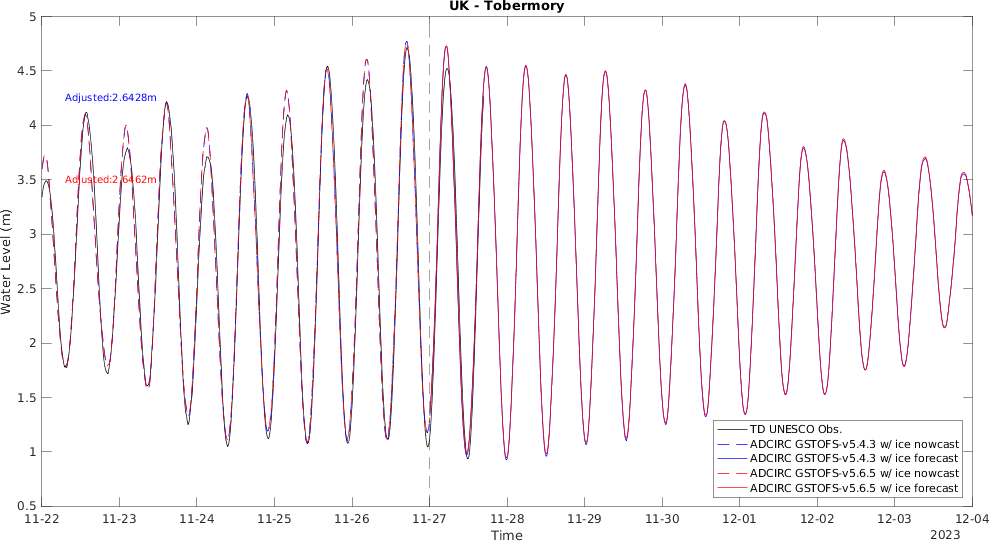 UK - Tobermory
5
4.5
4
3.5
3
2.5
2
1.5
1
0.5
Water Level (m)
Adjusted:2.6428m
Adjusted:2.6462m
TD UNESCO Obs.
ADCIRC GSTOFS-v5.4.3 w/ ice nowcast
ADCIRC GSTOFS-v5.4.3 w/ ice forecast
ADCIRC GSTOFS-v5.6.5 w/ ice nowcast
ADCIRC GSTOFS-v5.6.5 w/ ice forecast
11-22 11-23 11-24 11-25 11-26 11-27 11-28 11-29 11-30 12-01 12-02 12-03 12-04
Time
2023